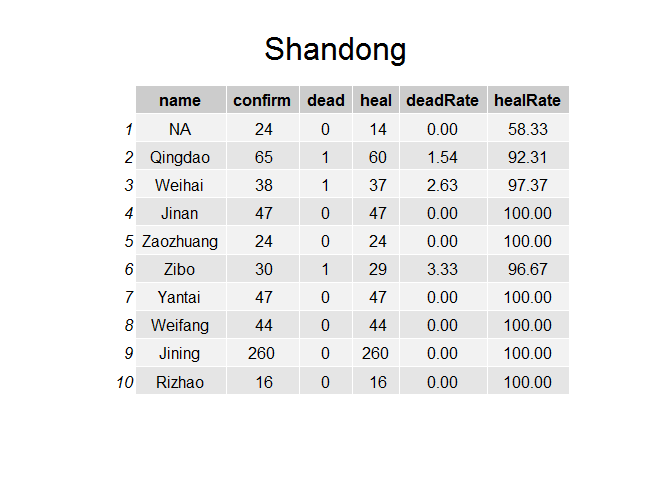 Shandong
name confirm dead heal deadRate healRate
1 NA 24 0 14 0.00 58.33
2 Qingdao 65 1 60 1.54 92.31
3 Weihai 38 1 37 2.63 97.37
4 Jinan 47 0 47 0.00 100.00
5 Zaozhuang 24 0 24 0.00 100.00
6 Zibo 30 1 29 3.33 96.67
7 Yantai 47 0 47 0.00 100.00
8 Weifang 44 0 44 0.00 100.00
9 Jining 260 0 260 0.00 100.00
10 Rizhao 16 0 16 0.00 100.00